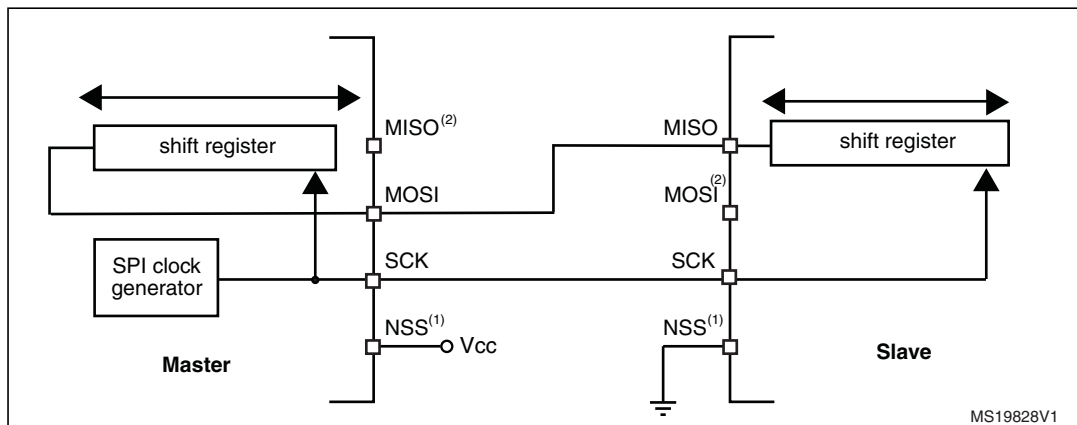 shift register
MISO(2)
MOSI
SPI clock
generator
SCK
NSS(1)
Vcc
Master
MISO
shift register
MOSI(2)
SCK
NSS(1)
Slave
MS19828V1